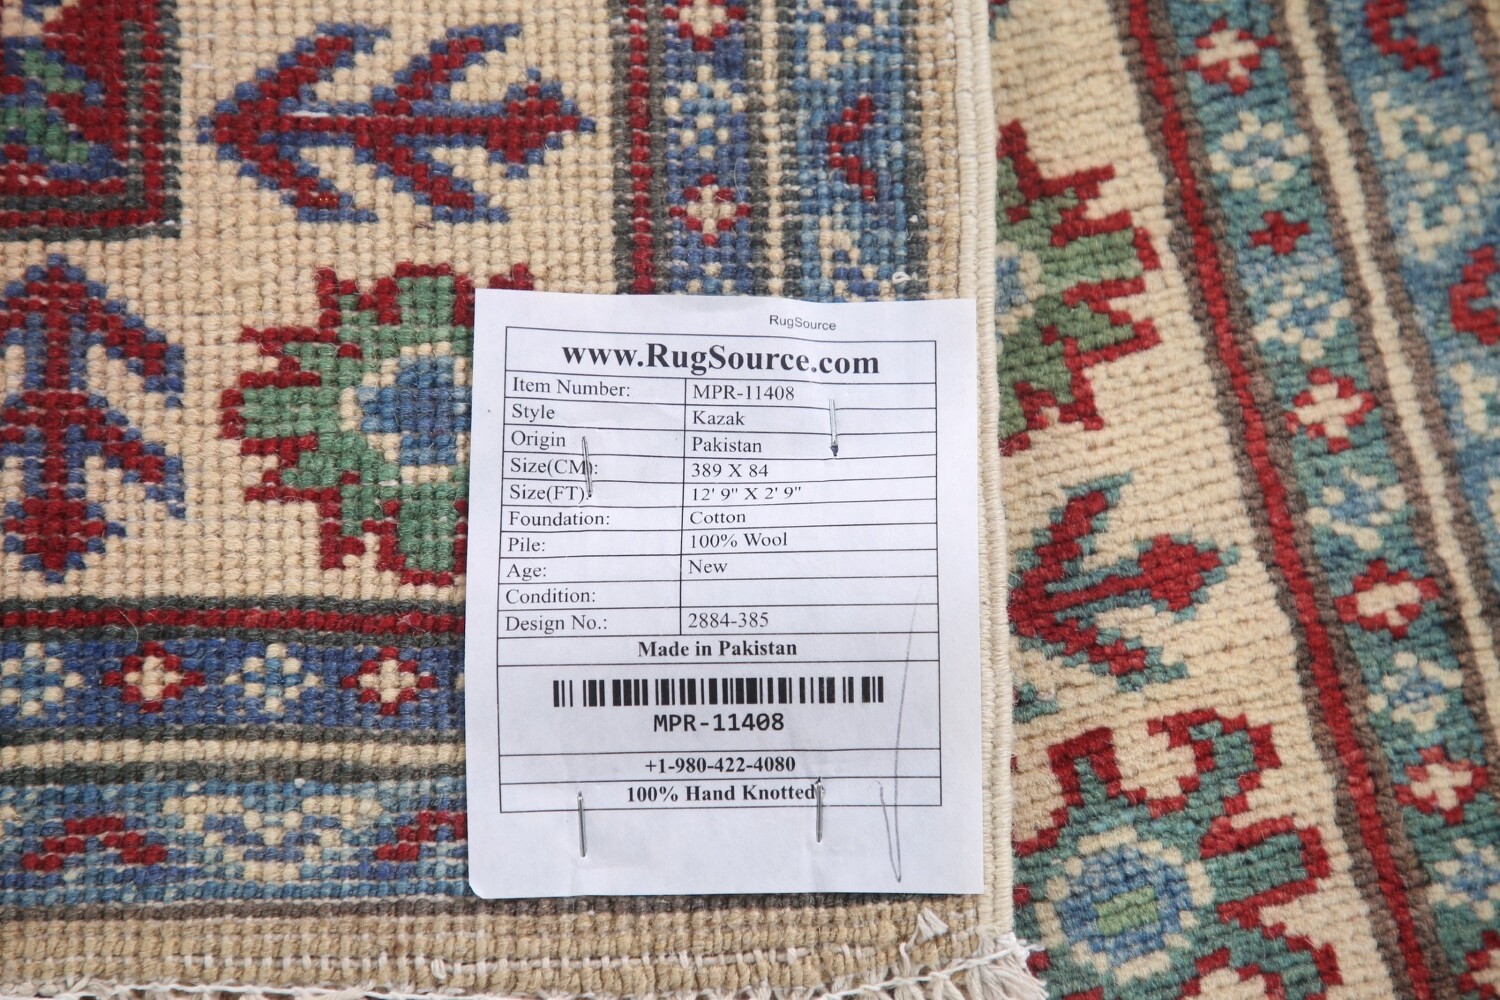 RugSource
www.RugSource.com
Item Number: MPR-11408
Style Kazak
Origin Pakistan
Size(CM): 389 X 84
Size(FT): 12' 9" X 2' 9"
Foundation: Cotton
Pile: 100% Wool
Age: New
Condition:
Design No.: 2884-385
Made in Pakistan
MPR-11408
+1-980-422-4080
100% Hand Knotted